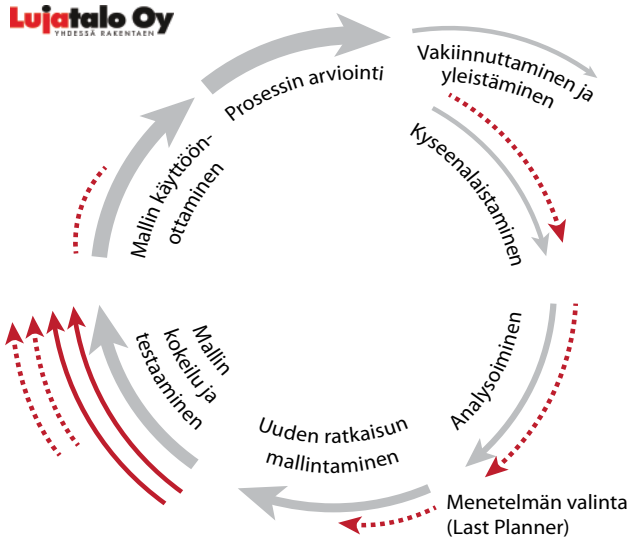 Lujatalo Oy
YHDESSÄ RAKENTAEN
Prosessin arviointi
Vakiinnuttaminen ja
yleistäminen
Kyseenalaistaminen
Analysoiminen
Menetelmän valinta
(Last Planner)
Uuden ratkaisun
mallintaminen
Mallin
kokeilu ja
testaaminen
Mallin käyttöön-
ottaminen